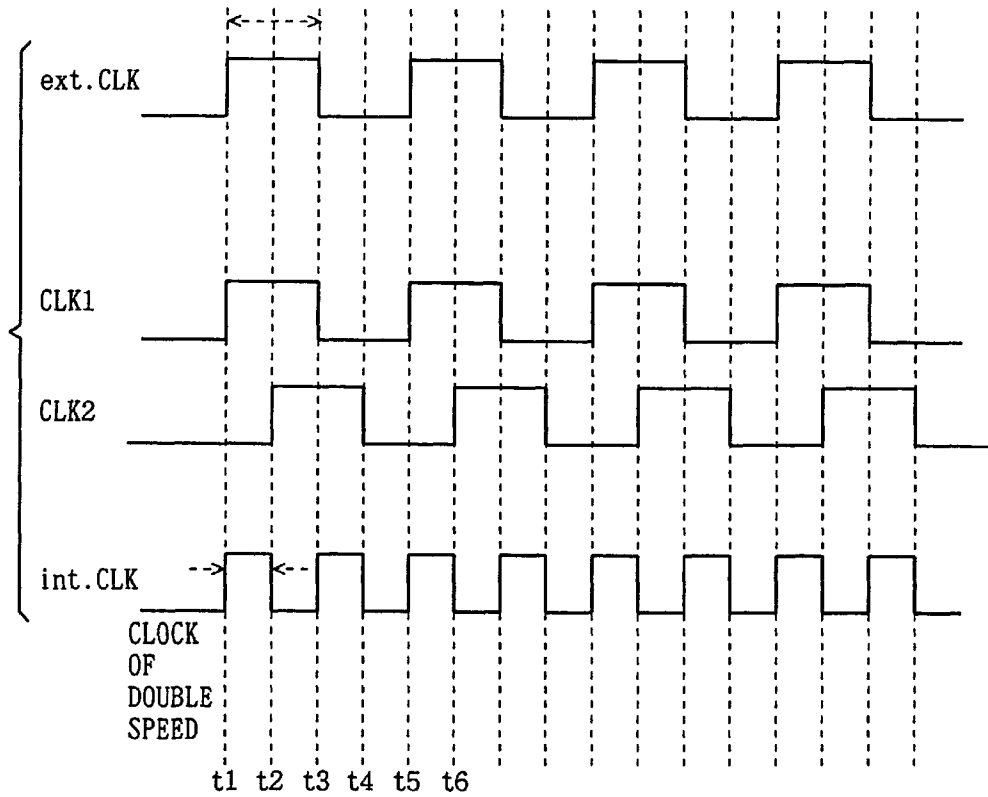 ext.CLK
CLK1
CLK2
int.CLK
CLOCK
OF
DOUBLE
SPEED
t1 t2 t3 t4 t5 t6